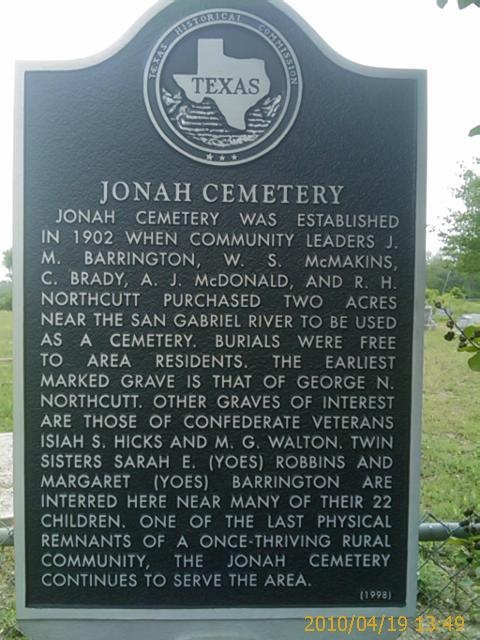 TEXAS HISTORICAL COMMISSION
TEXAS
JONAH CEMETERY
JONAH CEMETERY WAS ESTABLISHED
IN 1902 WHEN COMMUNITY LEADERS J.
M. BARRINGTON, W. S. McMAKINS,
C. BRADY, A. J. McDONALD, AND R. H.
NORTHCUTT PURCHASED TWO ACRES
NEAR THE SAN GABRIEL RIVER TO BE USED
AS A CEMETERY. BURIALS WERE FREE
TO AREA RESIDENTS. THE EARLIEST
MARKED GRAVE IS THAT OF GEORGE N.
NORTHCUTT. OTHER GRAVES OF INTEREST
ARE THOSE OF CONFEDERATE VETERANS
ISIAH S. HICKS AND M. G. WALTON. TWIN
SISTERS SARAH E. (YOES) ROBBINS AND
MARGARET (YOES) BARRINGTON ARE
INTERRED HERE NEAR MANY OF THEIR 22
CHILDREN. ONE OF THE LAST PHYSICAL
REMNANTS OF A ONCE-THRIVING RURAL
COMMUNITY, THE JONAH CEMETERY
CONTINUES TO SERVE THE AREA.
(1998)
2010/04/19 13:49